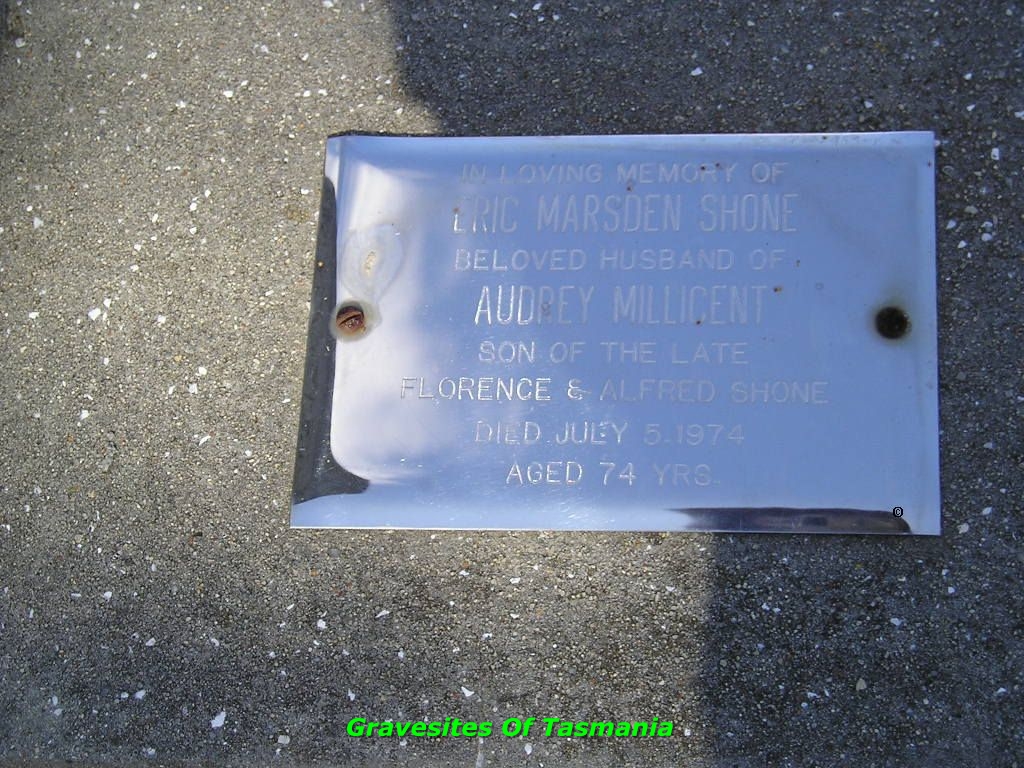 IN LOVING MEMORY OF
ERIC MARSDEN SHONE
BELOVED HUSBAND OF
AUDREY MILLICENT
SON OF THE LATE
FLORENCE & ALFRED SHONE
DIED JULY 5.1974
AGED 74 YRS.
©
Gravesites Of Tasmania